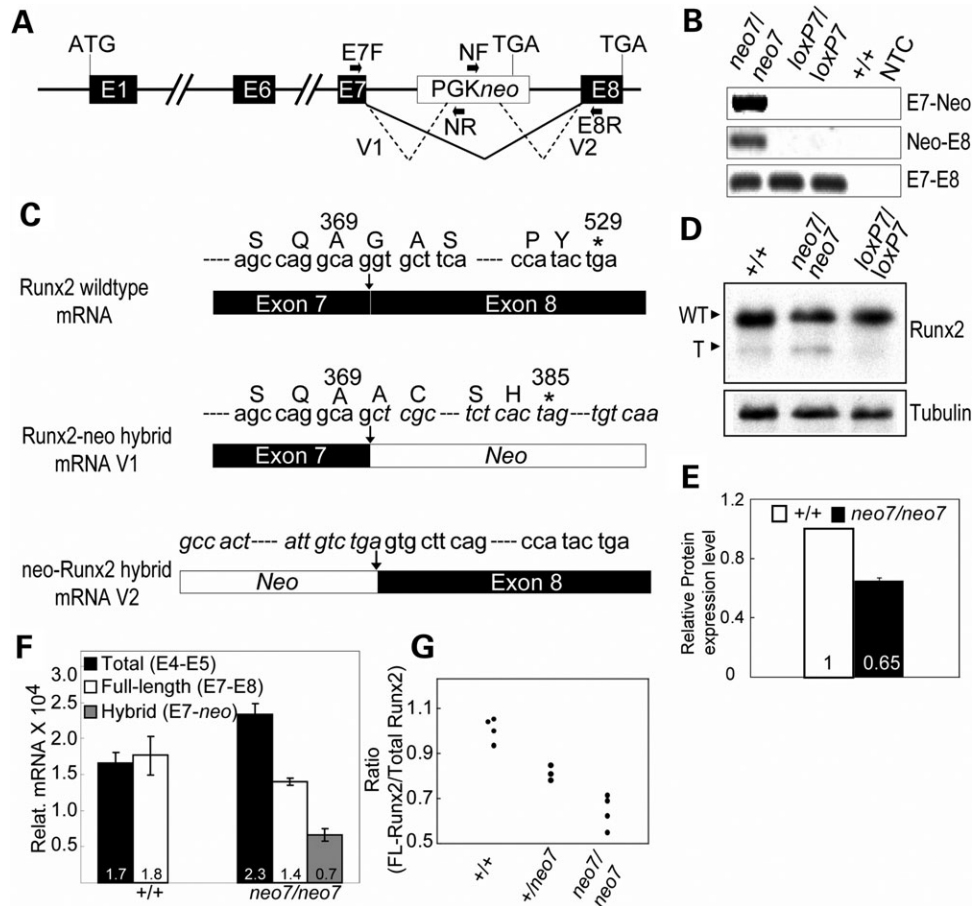 A
ATG
E7F
NF
TGA
TGA
E1
E6
E7
PGKneo
E8
NR
E8R
V1
V2
B
neo7/
neo7
loxP7/
loxP7
+/+
NTC
E7-Neo
Neo-E8
E7-E8
C
369
529
S Q A G A S P Y *
---- agc cag gca ggt gct tca ---- cca tac tga
Runx2 wildtype
mRNA
Exon 7
Exon 8
369
385
S Q A A C S H *
---- agc cag gca gct cgc --- tct cac tag --- tgt caa
Runx2-neo hybrid
mRNA V1
Exon 7
Neo
gcc act ---- att gtc tga gtg ctt cag ---- cca tac tga
neo-Runx2 hybrid
mRNA V2
Neo
Exon 8
D
+/+
neo7/
neo7
loxP7/
loxP7
WT
T
Runx2
Tubulin
E
+/+
neo7/neo7
Relative Protein
expression level
1.2
0.8
0.4
0
1
0.65
F
Total (E4-E5)
Full-length (E7-E8)
Hybrid (E7-neo)
Relat. mRNA X 10⁴
3.0
2.5
2.0
1.5
1.0
0.5
1.7
1.8
2.3
1.4
0.7
+/+
neo7/neo7
G
Ratio
(FL-Runx2/Total Runx2)
1.1
0.9
0.7
0.5
+/+
+/neo7
neo7/
neo7